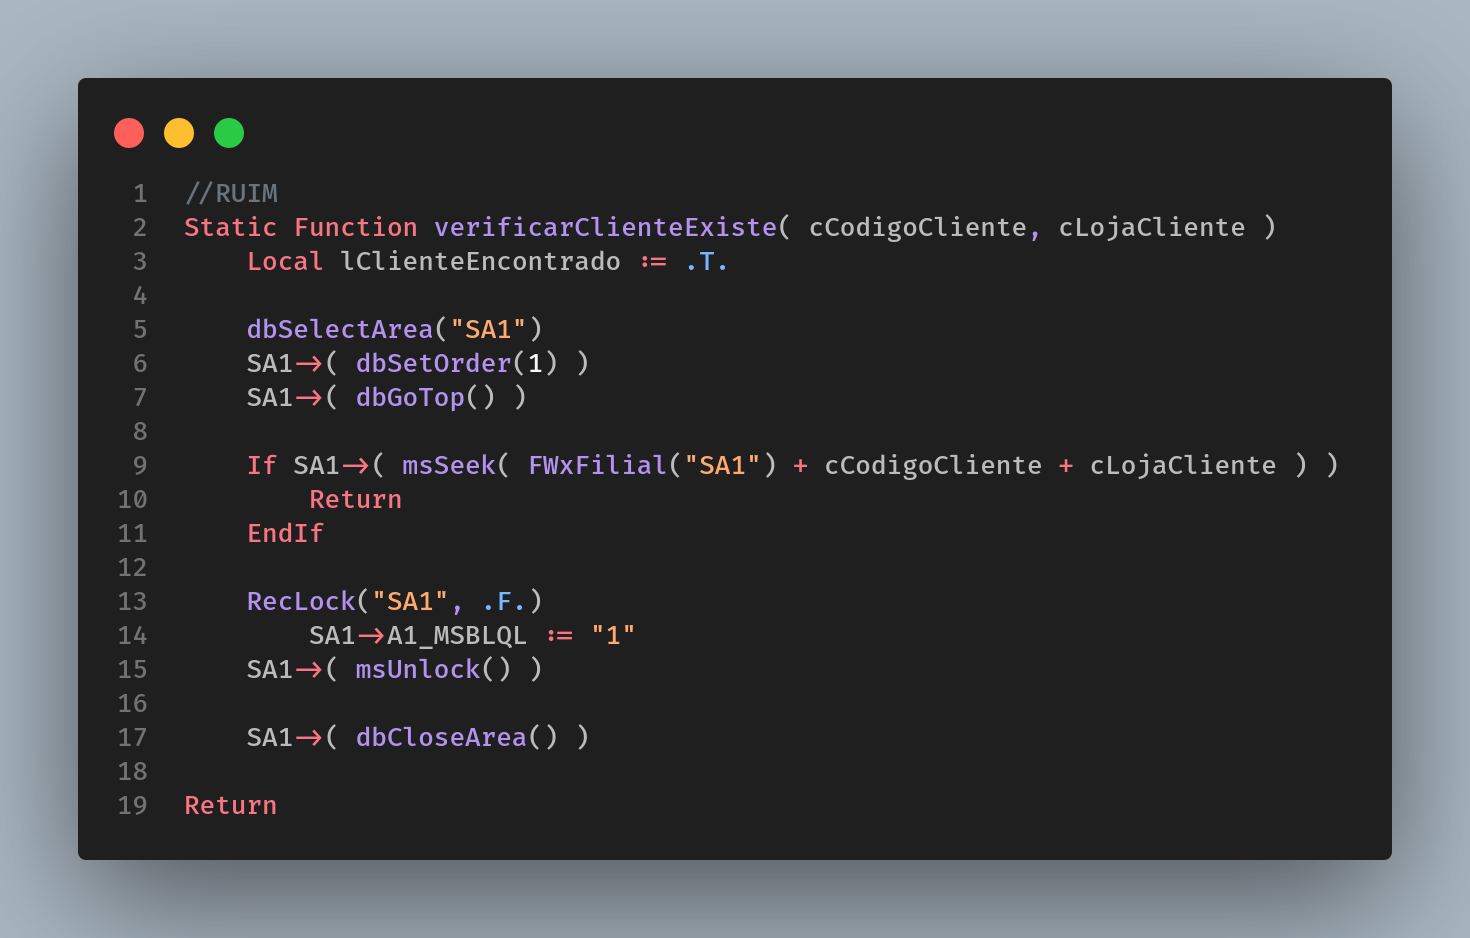 1 //RUIM
2 Static Function verificarClienteExiste( cCodigoCliente, cLojaCliente )
3     Local lClienteEncontrado := .T.
4
5     dbSelectArea("SA1")
6     SA1->( dbSetOrder(1) )
7     SA1->( dbGoTop() )
8
9     If SA1->( msSeek( FWxFilial("SA1") + cCodigoCliente + cLojaCliente ) )
10         Return
11     EndIf
12
13     RecLock("SA1", .F.)
14         SA1->A1_MSBLQL := "1"
15     SA1->( msUnlock() )
16
17     SA1->( dbCloseArea() )
18
19 Return